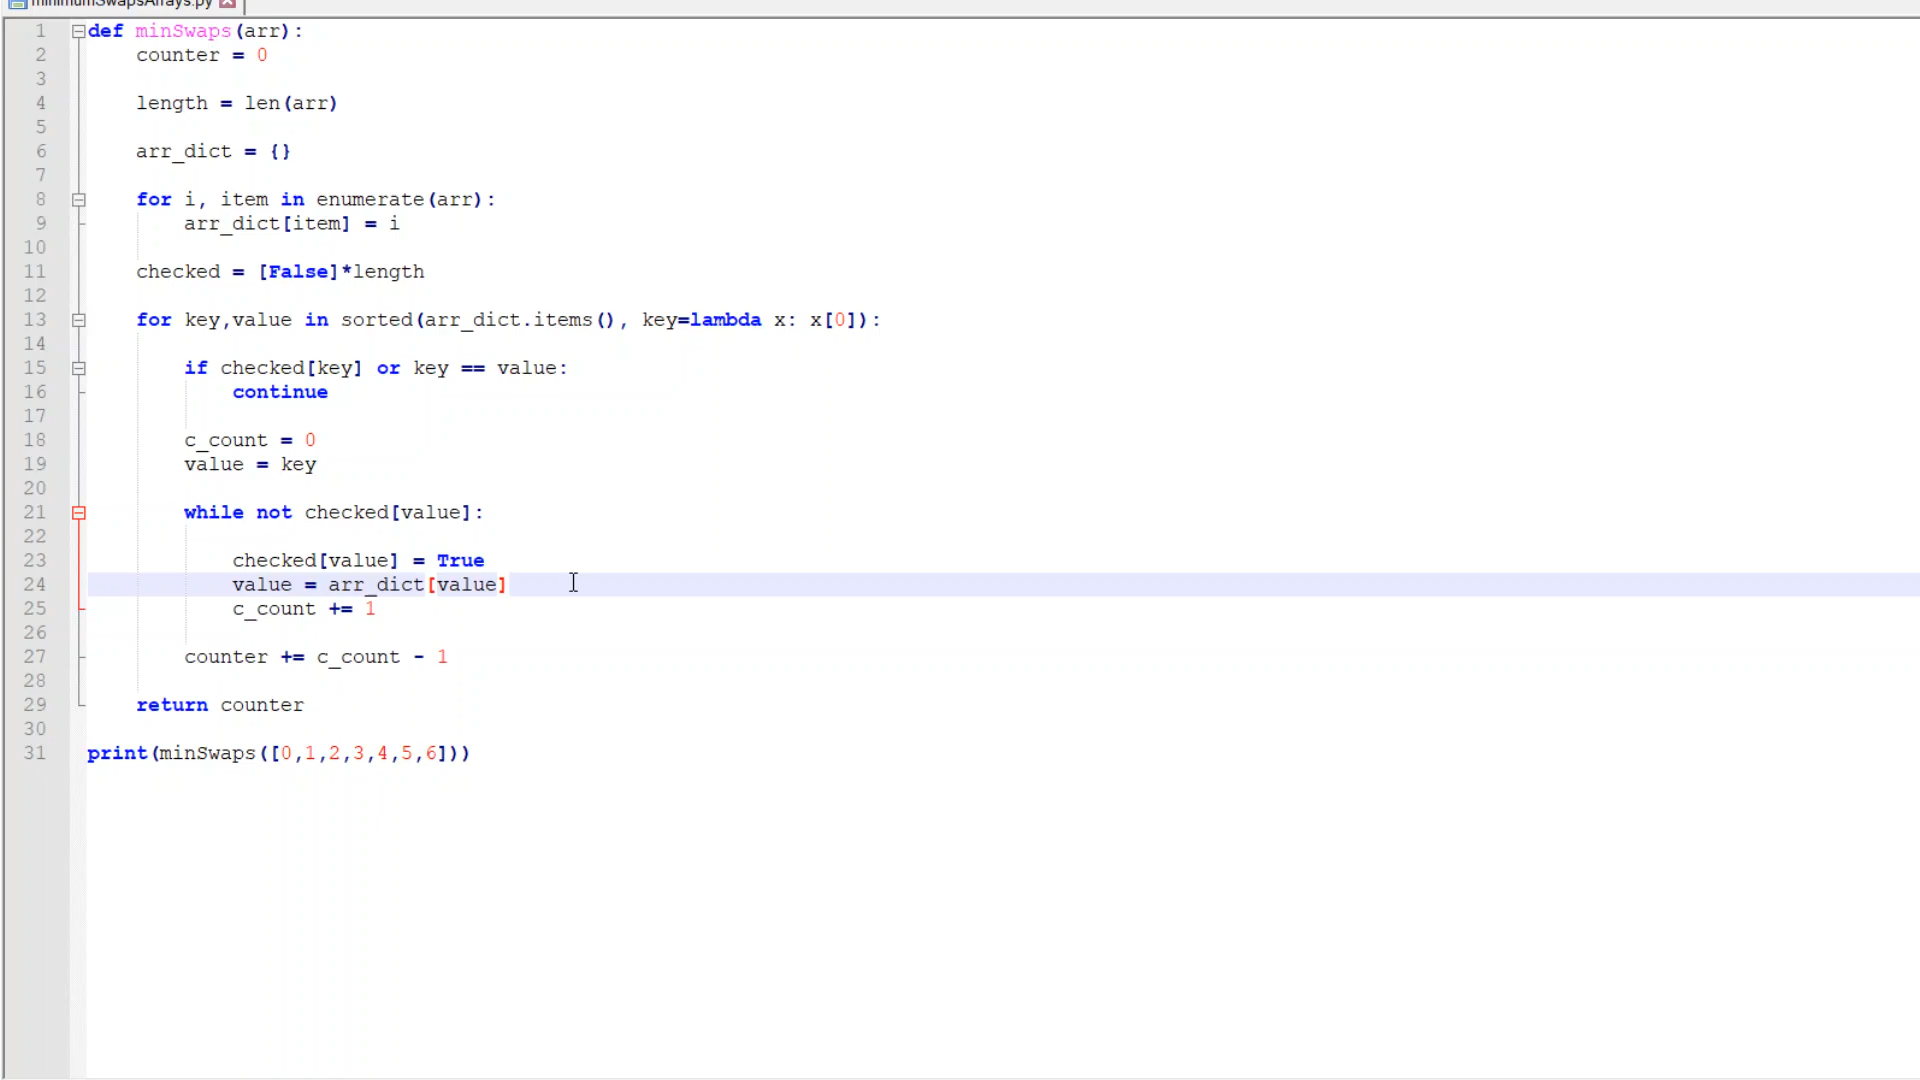 minimumSwapsArrays.py
1 def minSwaps(arr):
2 counter = 0
3
4 length = len(arr)
5
6 arr_dict = {}
7
8 for i, item in enumerate(arr):
9 arr_dict[item] = i
10
11 checked = [False]*length
12
13 for key,value in sorted(arr_dict.items(), key=lambda x: x[0]):
14
15 if checked[key] or key == value:
16 continue
17
18 c_count = 0
19 value = key
20
21 while not checked[value]:
22
23 checked[value] = True
24 value = arr_dict[value]
25 c_count += 1
26
27 counter += c_count - 1
28
29 return counter
30
31 print(minSwaps([0,1,2,3,4,5,6]))